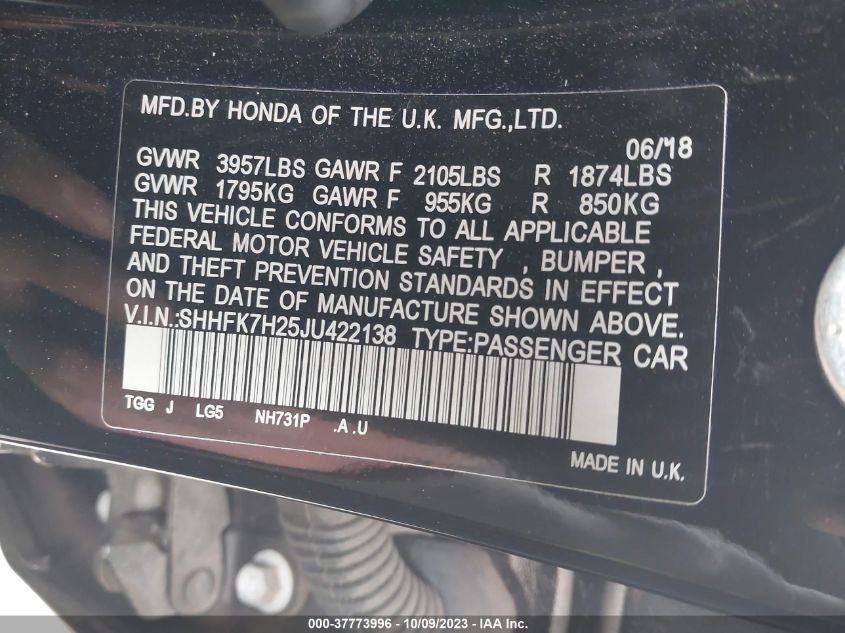 MFD.BY HONDA OF THE U.K. MFG.,LTD.
06/18
GVWR 3957LBS GAWR F 2105LBS R 1874LBS
GVWR 1795KG GAWR F 955KG R 850KG
THIS VEHICLE CONFORMS TO ALL APPLICABLE
FEDERAL MOTOR VEHICLE SAFETY , BUMPER ,
AND THEFT PREVENTION STANDARDS IN EFFECT
ON THE DATE OF MANUFACTURE SHOWN ABOVE.
V.I.N.:SHHFK7H25JU422138 TYPE:PASSENGER CAR
TGG J LG5 NH731P .A .U
MADE IN U.K.
000-37773996 - 10/09/2023 - IAA Inc.